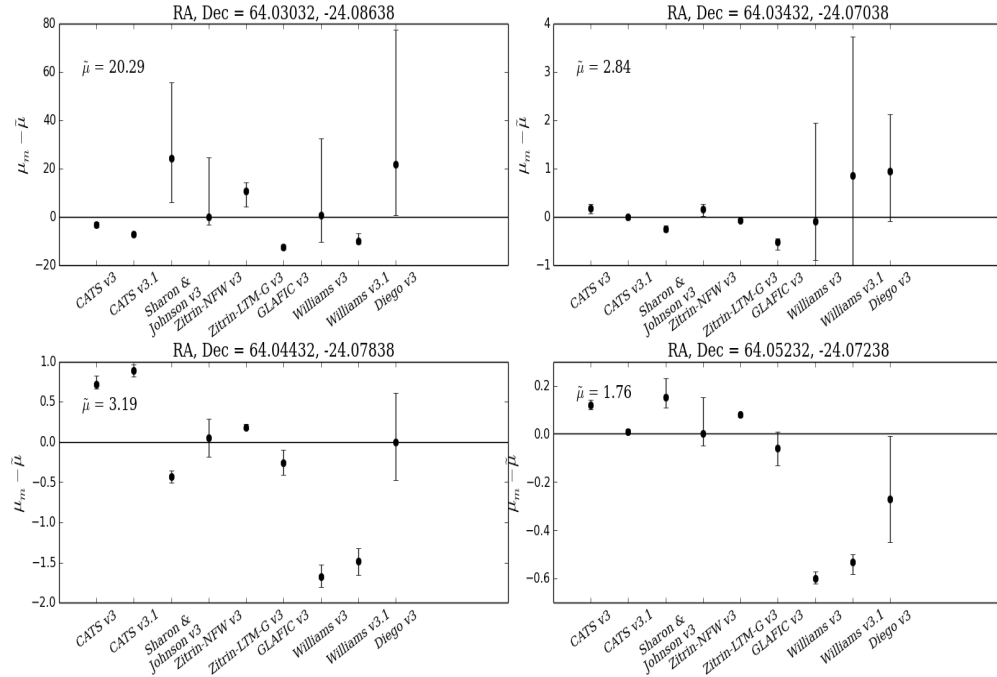 RA, Dec = 64.03032, -24.08638
80
60
40
20
0
−20
μ_m − μ̃
μ̃ = 20.29
CATS v3
CATS v3.1
Sharon &
Johnson v3
Zitrin-NFW v3
Zitrin-LTM-G v3
GLAFIC v3
Williams v3
Williams v3.1
Diego v3
RA, Dec = 64.03432, -24.07038
4
3
2
1
0
−1
μ_m − μ̃
μ̃ = 2.84
CATS v3
CATS v3.1
Sharon &
Johnson v3
Zitrin-NFW v3
Zitrin-LTM-G v3
GLAFIC v3
Williams v3
Williams v3.1
Diego v3
RA, Dec = 64.04432, -24.07838
1.0
0.5
0.0
−0.5
−1.0
−1.5
−2.0
μ_m − μ̃
μ̃ = 3.19
CATS v3
CATS v3.1
Sharon &
Johnson v3
Zitrin-NFW v3
Zitrin-LTM-G v3
GLAFIC v3
Williams v3
Williams v3.1
Diego v3
RA, Dec = 64.05232, -24.07238
0.2
0.0
−0.2
−0.4
−0.6
μ_m − μ̃
μ̃ = 1.76
CATS v3
CATS v3.1
Sharon &
Johnson v3
Zitrin-NFW v3
Zitrin-LTM-G v3
GLAFIC v3
Williams v3
Williams v3.1
Diego v3